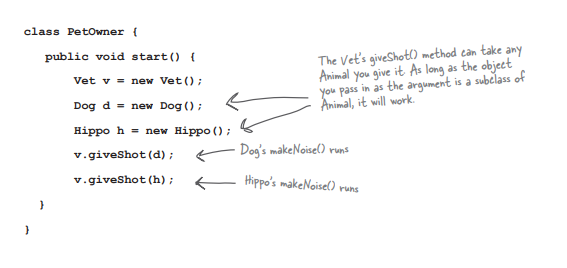 class PetOwner {
public void start() {
Vet v = new Vet();
Dog d = new Dog();
Hippo h = new Hippo();
v.giveShot(d);
v.giveShot(h);
}
}
The Vet's giveShot() method can take any
Animal you give it. As long as the object
you pass in as the argument is a subclass of
Animal, it will work.
Dog's makeNoise() runs
Hippo's makeNoise() runs